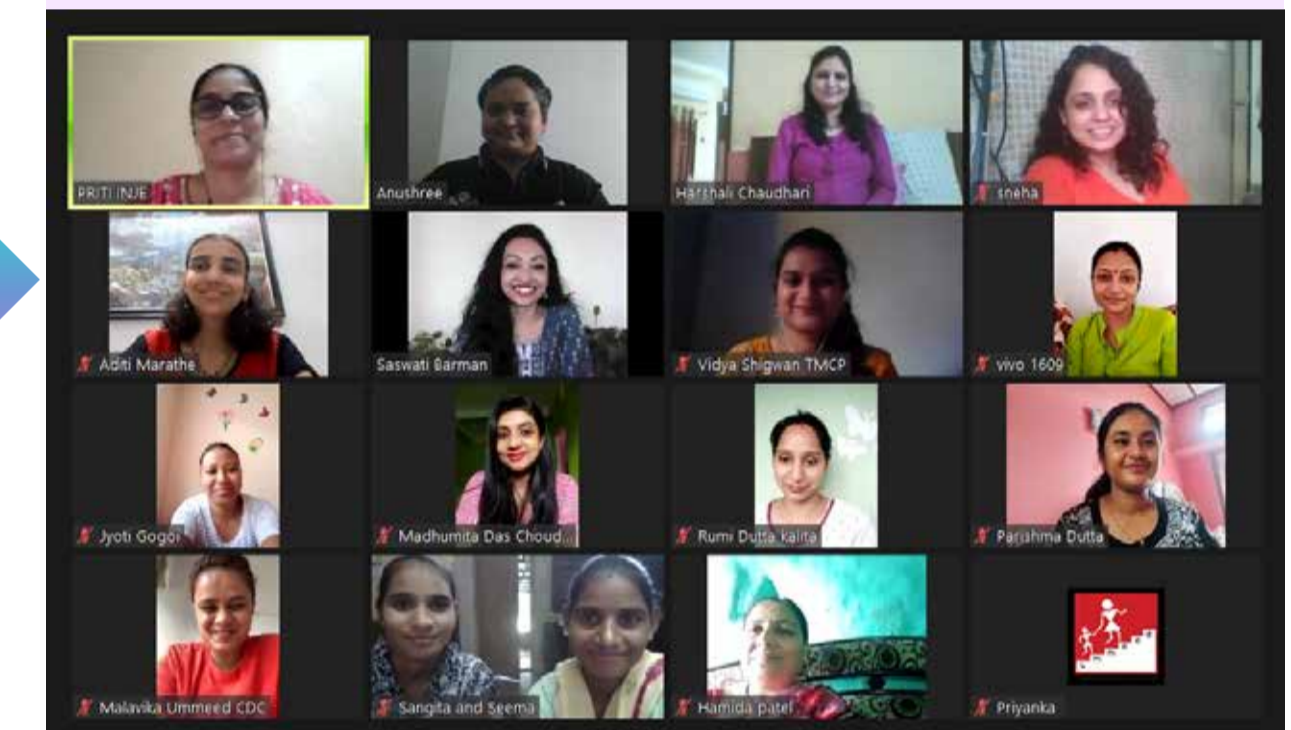 PRITI INJE
Anushree
Harshali Chaudhari
sneha
Aditi Marathe
Saswati Barman
Vidya Shigwan TMCP
vivo 1609
Jyoti Gogoi
Madhumita Das Choud...
Rumi Dutta kalita
Parishma Dutta
Malavika Ummeed CDC
Sangita and Seema
Hamida patel
Priyanka